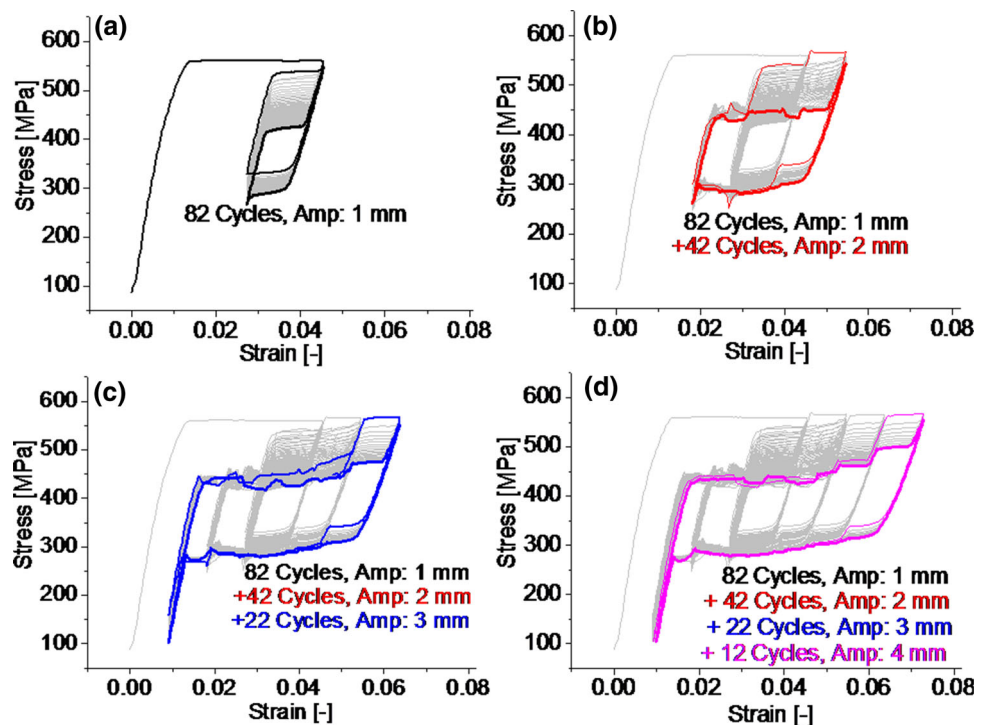 (a)
600
500
400
300
200
100
Stress [MPa]
82 Cycles, Amp: 1 mm
0.00 0.02 0.04 0.06 0.08
Strain [-]
(b)
600
500
400
300
200
100
Stress [MPa]
82 Cycles, Amp: 1 mm
+42 Cycles, Amp: 2 mm
0.00 0.02 0.04 0.06 0.08
Strain [-]
(c)
600
500
400
300
200
100
Stress [MPa]
82 Cycles, Amp: 1 mm
+42 Cycles, Amp: 2 mm
+22 Cycles, Amp: 3 mm
0.00 0.02 0.04 0.06 0.08
Strain [-]
(d)
600
500
400
300
200
100
Stress [MPa]
82 Cycles, Amp: 1 mm
+ 42 Cycles, Amp: 2 mm
+ 22 Cycles, Amp: 3 mm
+ 12 Cycles, Amp: 4 mm
0.00 0.02 0.04 0.06 0.08
Strain [-]